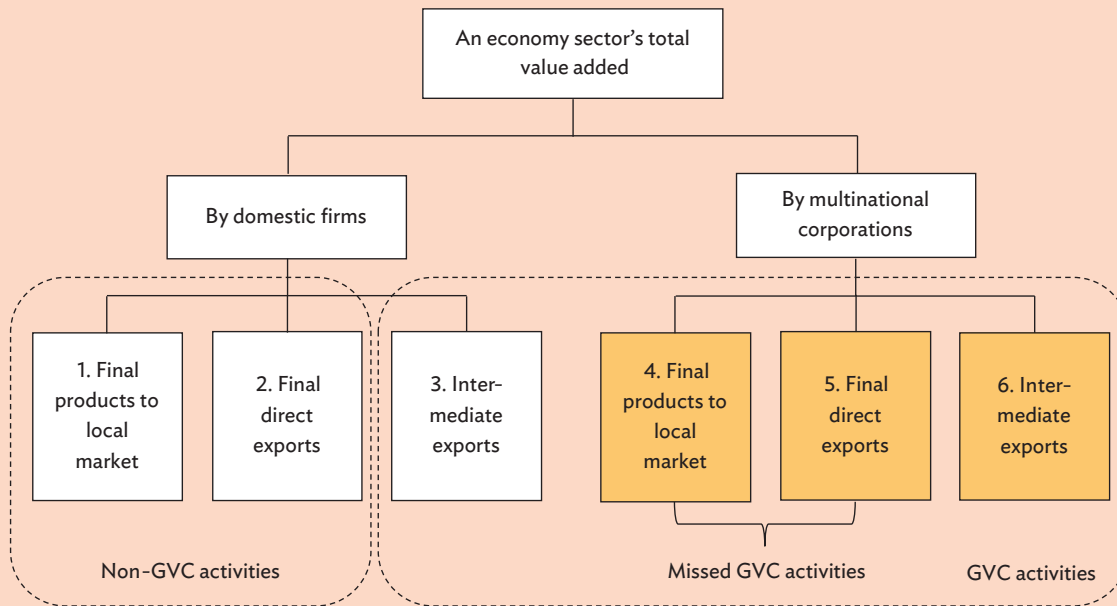 An economy sector's total
value added
By domestic firms
By multinational
corporations
1. Final
products to
local
market
2. Final
direct
exports
3. Inter-
mediate
exports
4. Final
products to
local
market
5. Final
direct
exports
6. Inter-
mediate
exports
Non–GVC activities
Missed GVC activities
GVC activities